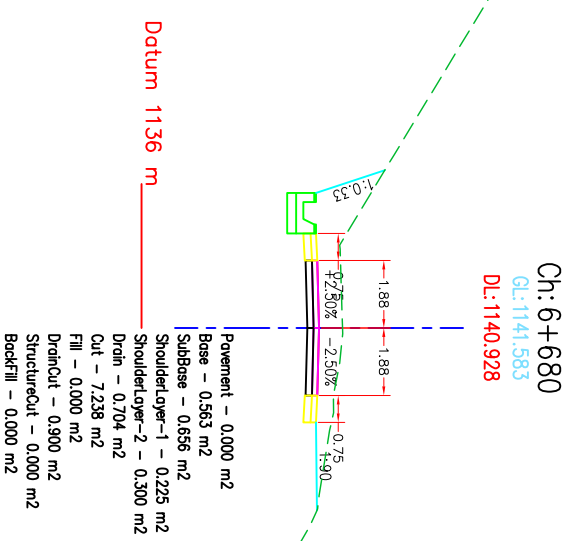 Ch: 6+680
GL:1141.583
DL:1140.928
1.88
1.88
0.75
0.75
+2.50%
-2.50%
1:0.33
1:90
Datum 1136 m
Pavement - 0.000 m2
Base - 0.563 m2
SubBase - 0.656 m2
ShoulderLayer-1 - 0.225 m2
ShoulderLayer-2 - 0.300 m2
Drain - 0.704 m2
Cut - 7.238 m2
Fill - 0.000 m2
DrainCut - 0.900 m2
StructureCut - 0.000 m2
BackFill - 0.000 m2